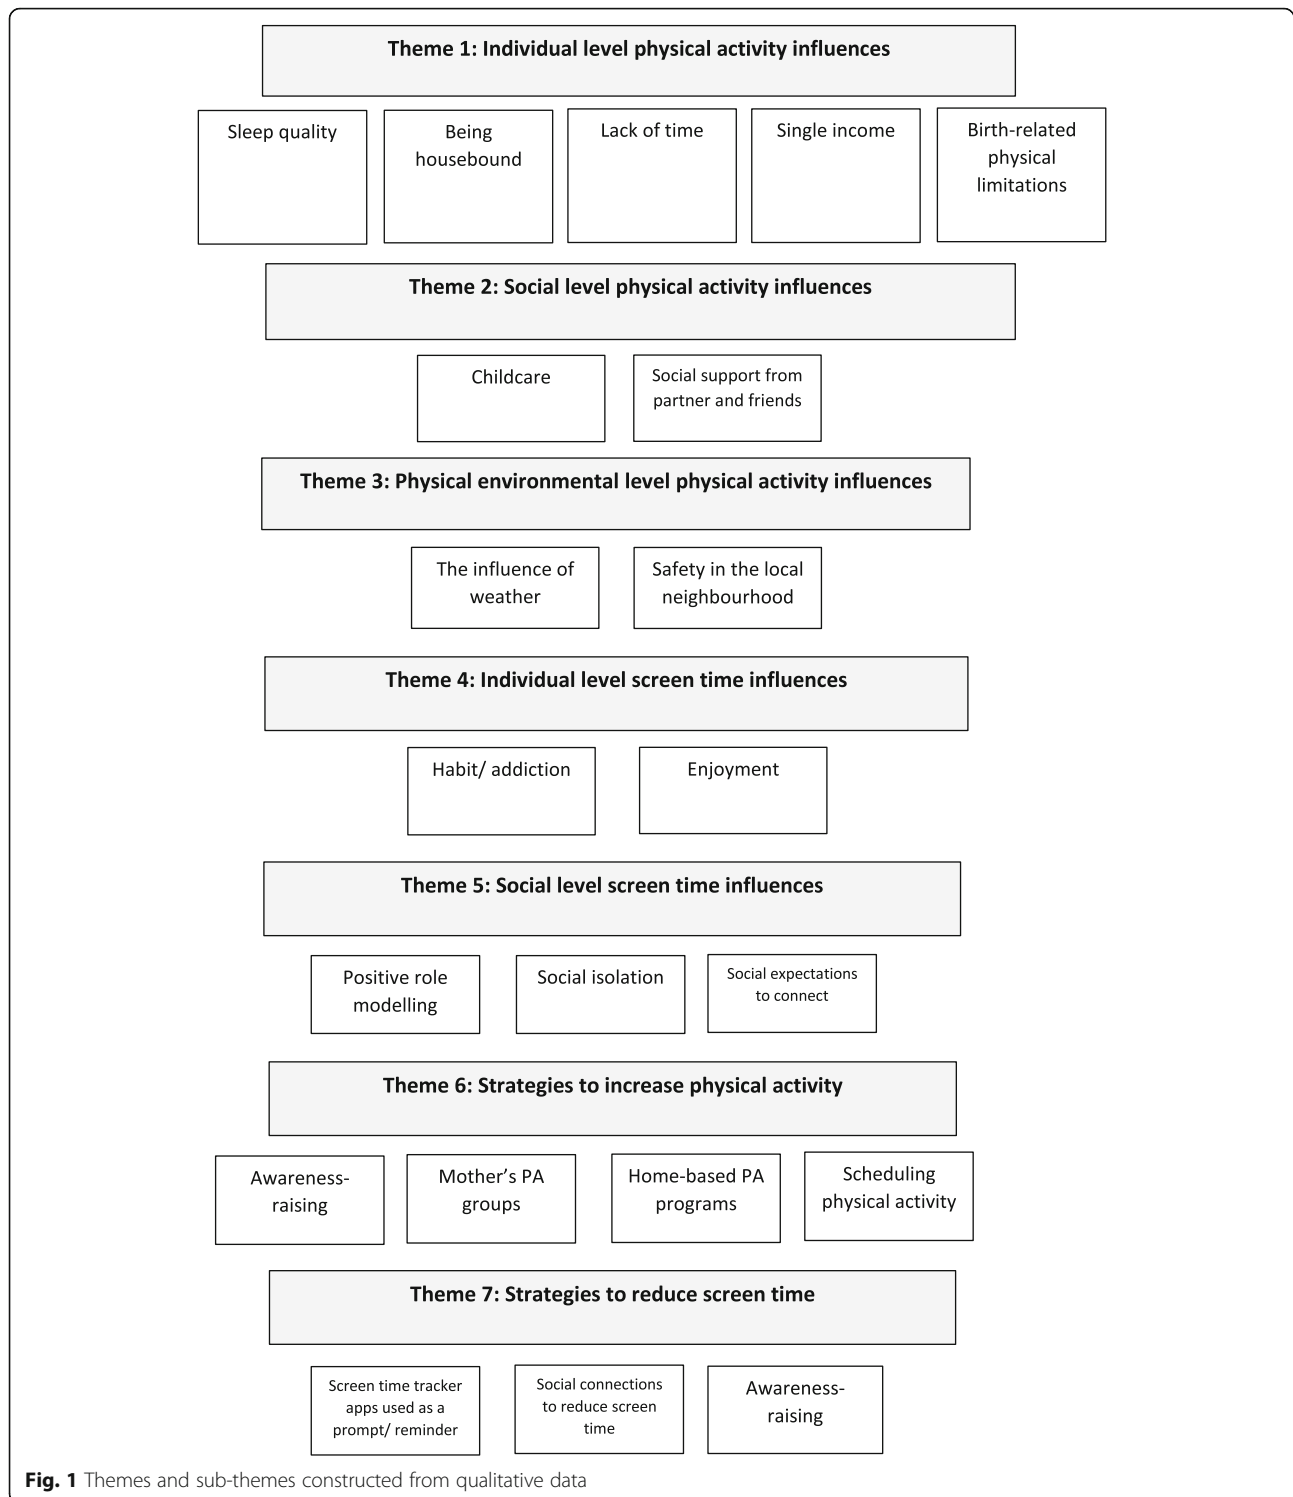 Theme 1: Individual level physical activity influences
Sleep quality
Being
housebound
Lack of time
Single income
Birth-related
physical
limitations
Theme 2: Social level physical activity influences
Childcare
Social support from
partner and friends
Theme 3: Physical environmental level physical activity influences
The influence of
weather
Safety in the local
neighbourhood
Theme 4: Individual level screen time influences
Habit/ addiction
Enjoyment
Theme 5: Social level screen time influences
Positive role
modelling
Social isolation
Social expectations
to connect
Theme 6: Strategies to increase physical activity
Awareness-
raising
Mother’s PA
groups
Home-based PA
programs
Scheduling
physical activity
Theme 7: Strategies to reduce screen time
Screen time tracker
apps used as a
prompt/ reminder
Social connections
to reduce screen
time
Awareness-
raising
Fig. 1 Themes and sub-themes constructed from qualitative data